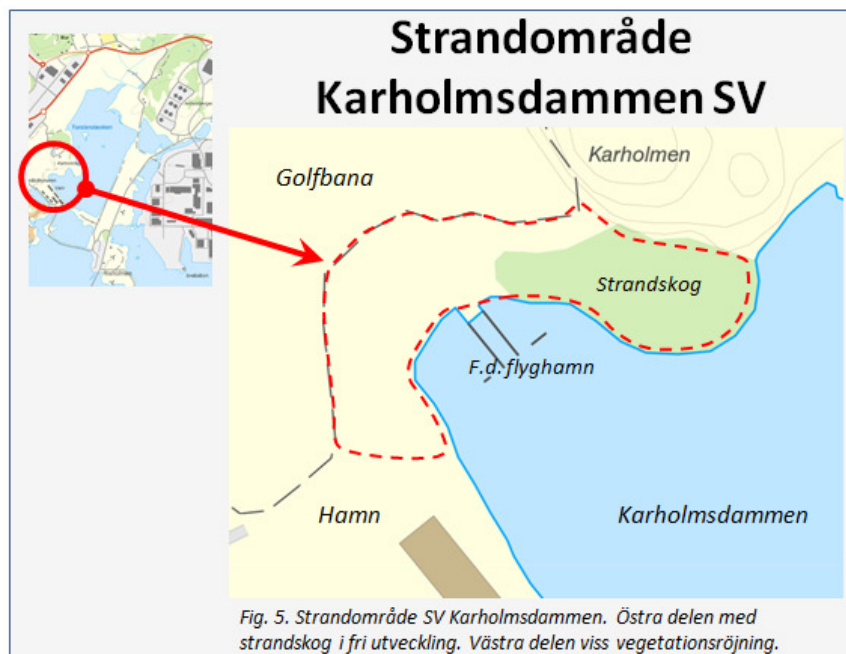 Strandområde
Karholmsdammen SV
Golfbana
Karholmen
Strandskog
F.d. flyghamn
Hamn
Karholmsdammen
Fig. 5. Strandområde SV Karholmsdammen. Östra delen med
strandskog i fri utveckling. Västra delen viss vegetationsröjning.